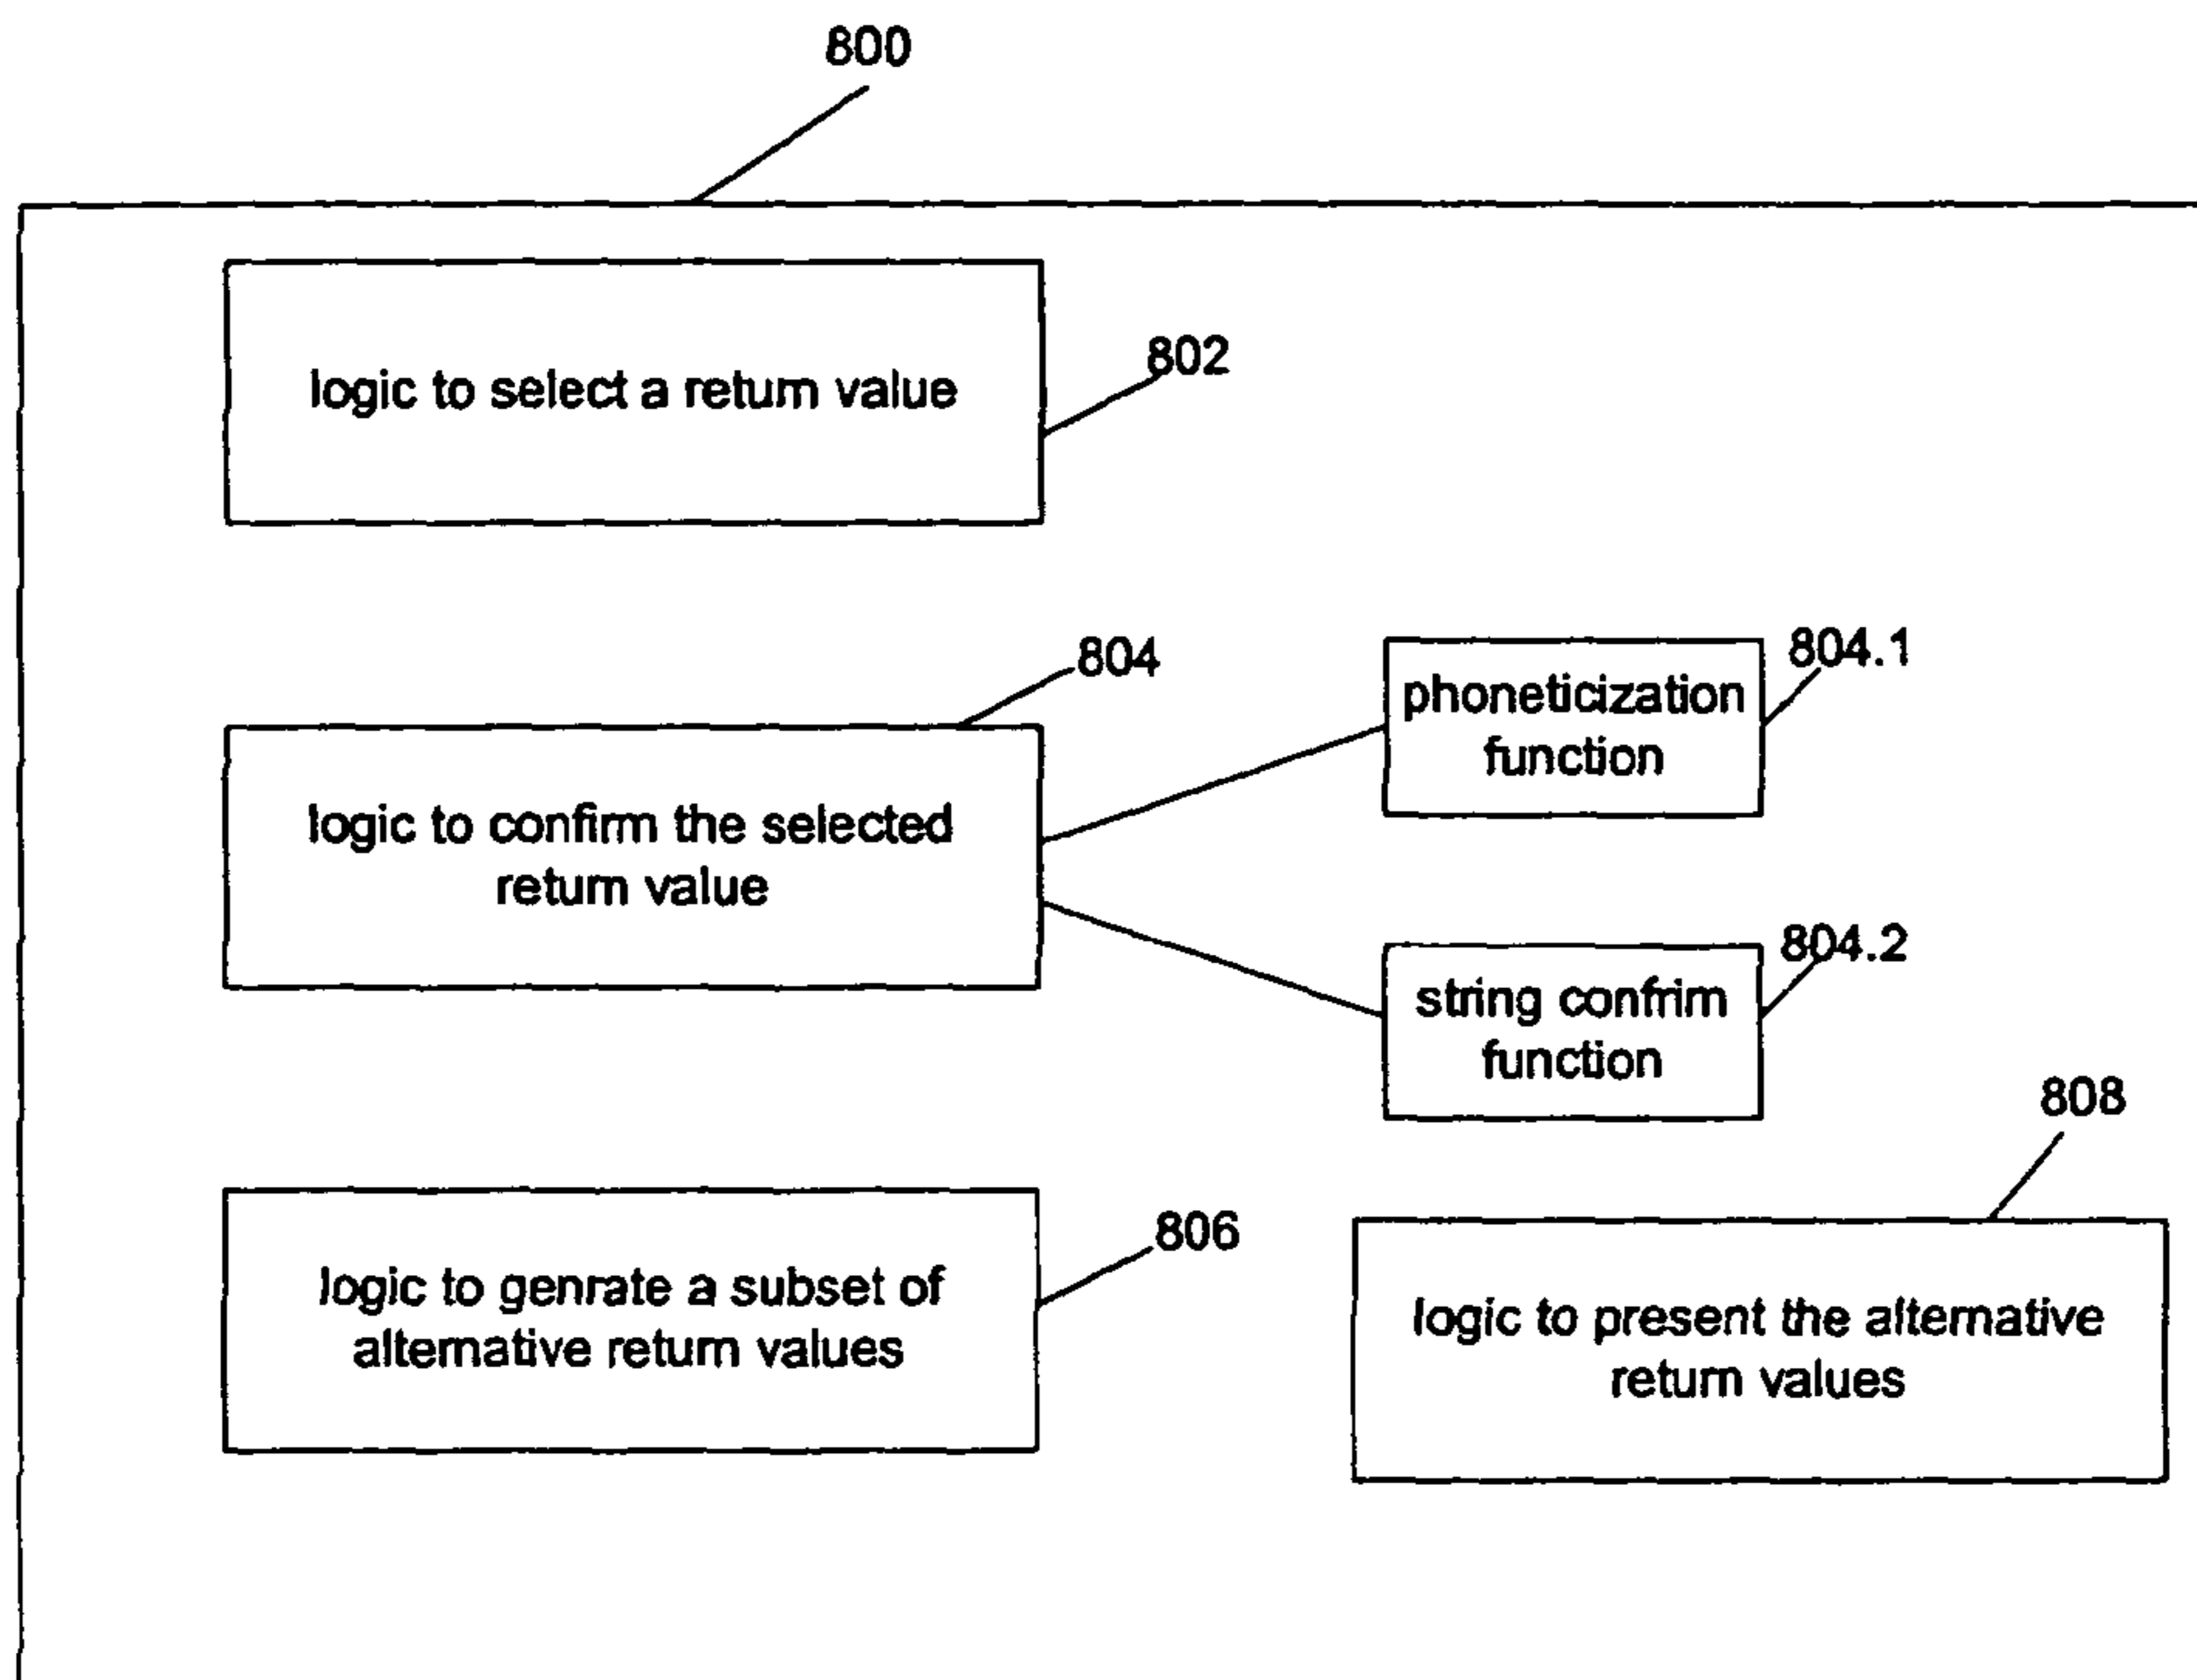 800
logic to select a return value
802
804
logic to confirm the selected
return value
804.1
phoneticization
function
804.2
string confrim
function
806
logic to genrate a subset of
alternative return values
808
logic to present the alternative
return values